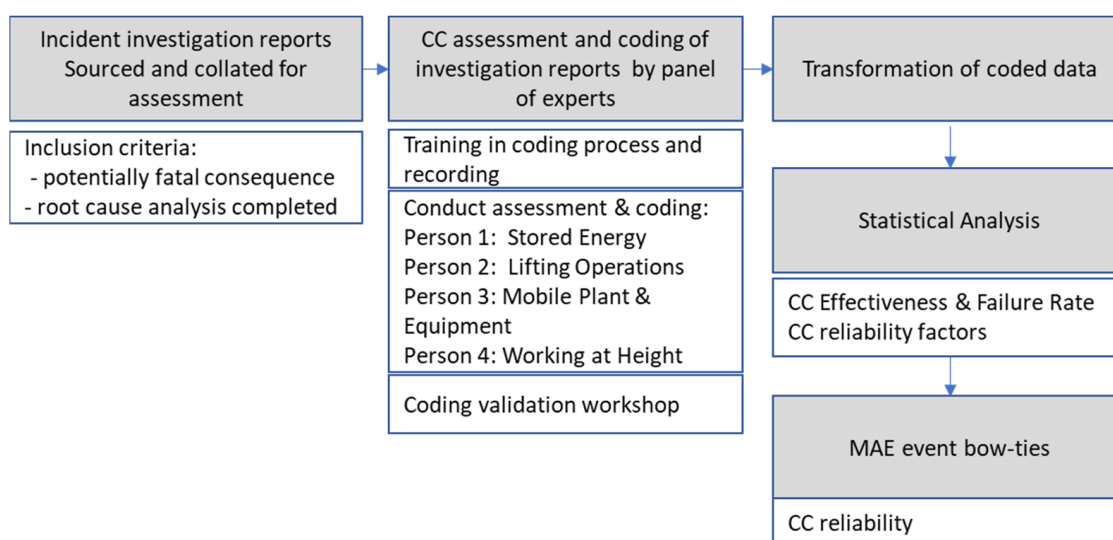 Incident investigation reports
Sourced and collated for
assessment
Inclusion criteria:
- potentially fatal consequence
- root cause analysis completed
CC assessment and coding of
investigation reports by panel
of experts
Training in coding process and
recording
Conduct assessment & coding:
Person 1: Stored Energy
Person 2: Lifting Operations
Person 3: Mobile Plant &
Equipment
Person 4: Working at Height
Coding validation workshop
Transformation of coded data
Statistical Analysis
CC Effectiveness & Failure Rate
CC reliability factors
MAE event bow-ties
CC reliability